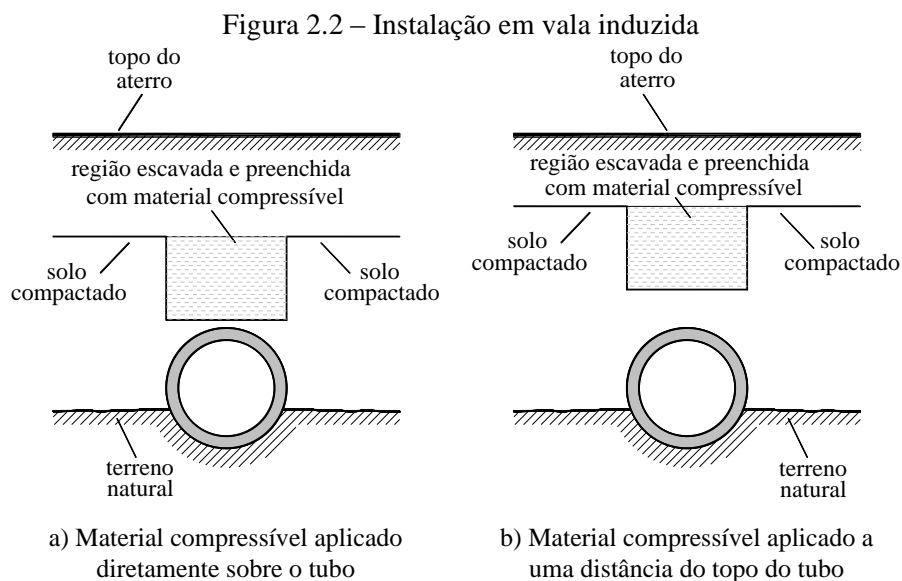 Figura 2.2 – Instalação em vala induzida
topo do
aterro
região escavada e preenchida
com material compressível
solo
compactado
solo
compactado
terreno
natural
a) Material compressível aplicado
diretamente sobre o tubo
topo do
aterro
região escavada e preenchida
com material compressível
solo
compactado
solo
compactado
terreno
natural
b) Material compressível aplicado a
uma distância do topo do tubo